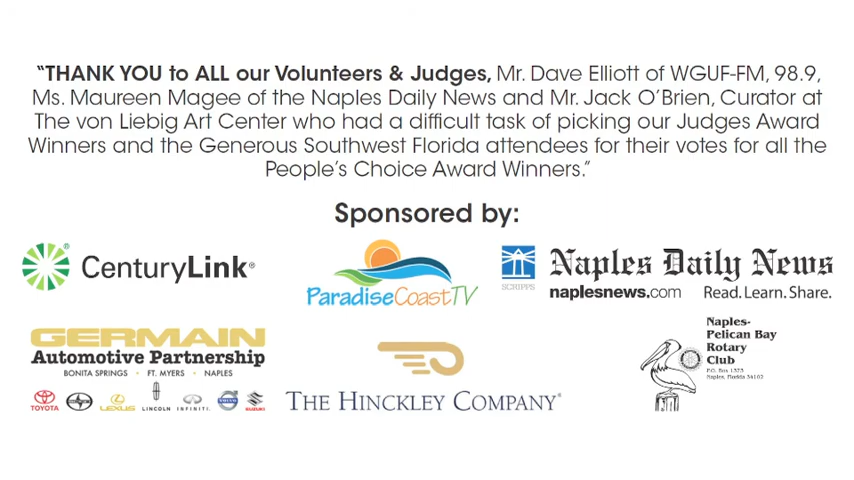 “THANK YOU to ALL our Volunteers & Judges, Mr. Dave Elliott of WGUF-FM, 98.9,
Ms. Maureen Magee of the Naples Daily News and Mr. Jack O’Brien, Curator at
The von Liebig Art Center who had a difficult task of picking our Judges Award
Winners and the Generous Southwest Florida attendees for their votes for all the
People’s Choice Award Winners.”
Sponsored by:
CenturyLink®
ParadiseCoastTV
SCRIPPS
Naples Daily News
naplesnews.com Read. Learn. Share.
GERMAIN
Automotive Partnership
BONITA SPRINGS • FT. MYERS • NAPLES
TOYOTA
LEXUS
LINCOLN
INFINITI
VOLVO
SUZUKI
THE HINCKLEY COMPANY®
Naples-
Pelican Bay
Rotary
Club
P.O. Box 1373
Naples, Florida 34103